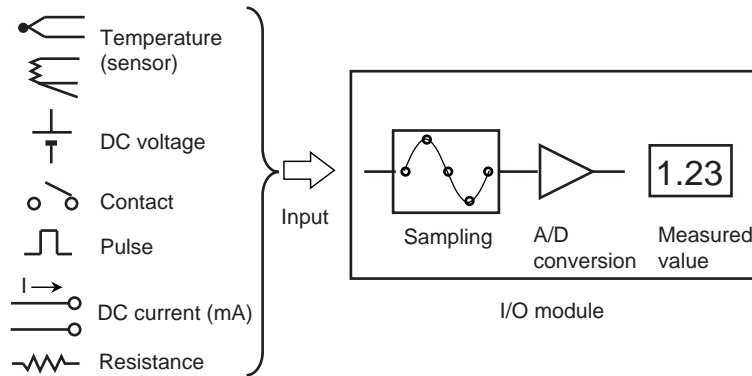 Temperature
(sensor)
DC voltage
Contact
Pulse
I
DC current (mA)
Resistance
Input
Sampling
A/D
conversion
1.23
Measured
value
I/O module